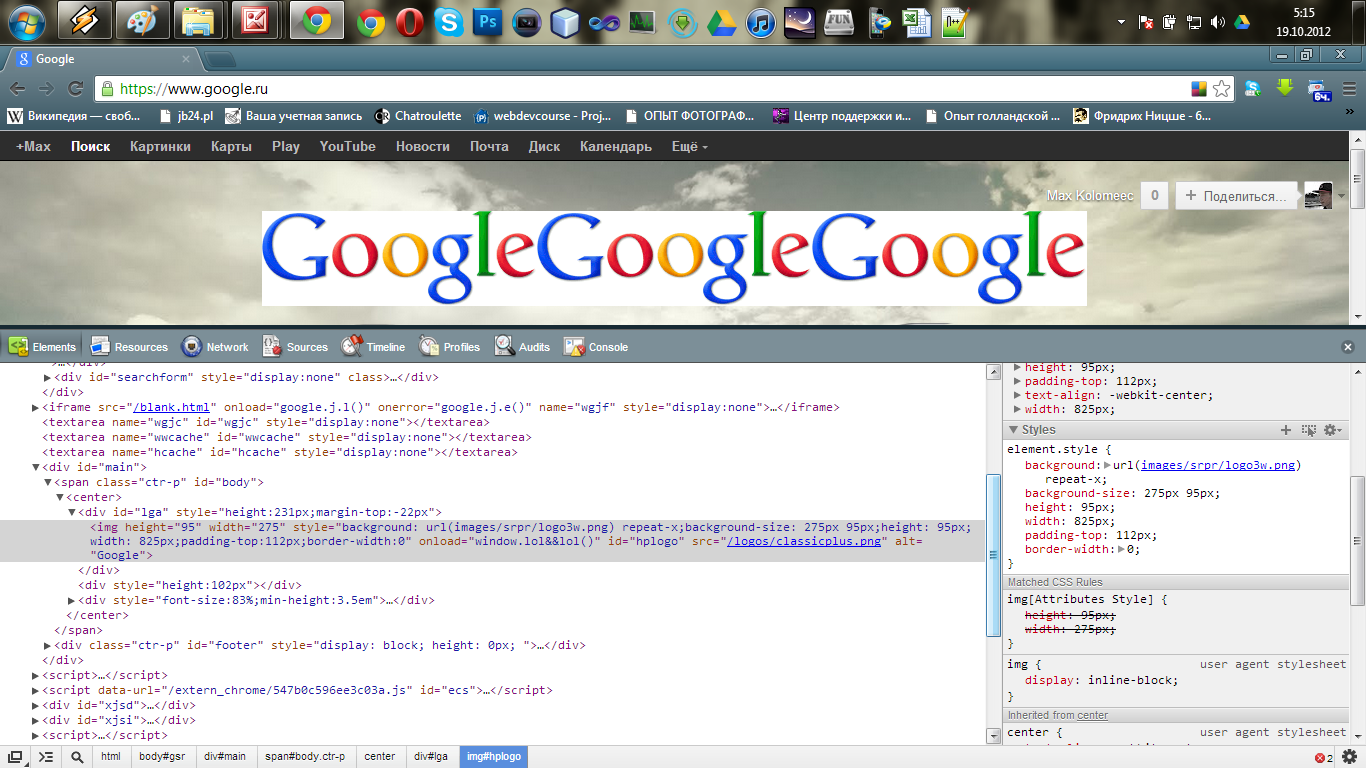 5:15
19.10.2012
Google
https://www.google.ru
64ч.
Википедия — своб...
jb24.pl
Ваша учетная запись
Chatroulette
webdevcourse - Proj...
ОПЫТ ФОТОГРАФ...
Центр поддержки и...
Опыт голландской ...
Фридрих Ницше - б...
+Max Поиск Картинки Карты Play YouTube Новости Почта Диск Календарь Ещё
Max Kolomeec 0 + Поделиться...
GoogleGoogleGoogle
Elements Resources Network Sources Timeline Profiles Audits Console
<div id="searchform" style="display:none" class>…</div>
</div>
<iframe src="/blank.html" onload="google.j.l()" onerror="google.j.e()" name="wgjf" style="display:none">…</iframe>
<textarea name="wgjc" id="wgjc" style="display:none"></textarea>
<textarea name="wwcache" id="wwcache" style="display:none"></textarea>
<textarea name="hcache" id="hcache" style="display:none"></textarea>
<div id="main">
<span class="ctr-p" id="body">
<center>
<div id="lga" style="height:231px;margin-top:-22px">
<img height="95" width="275" style="background: url(images/srpr/logo3w.png) repeat-x;background-size: 275px 95px;height: 95px;
width: 825px;padding-top:112px;border-width:0" onload="window.lol&&lol()" id="hplogo" src="/logos/classicplus.png" alt=
"Google">
</div>
<div style="height:102px"></div>
<div style="font-size:83%;min-height:3.5em">…</div>
</center>
</span>
<div class="ctr-p" id="footer" style="display: block; height: 0px; ">…</div>
</div>
<script>…</script>
<script data-url="/extern_chrome/547b0c596ee3c03a.js" id="ecs">…</script>
<div id="xjsd">…</div>
<div id="xjsi">…</div>
<script>…</script>
height: 95px;
padding-top: 112px;
text-align: -webkit-center;
width: 825px;
Styles
element.style {
background: url(images/srpr/logo3w.png)
repeat-x;
background-size: 275px 95px;
height: 95px;
width: 825px;
padding-top: 112px;
border-width: 0;
}
Matched CSS Rules
img[Attributes Style] {
height: 95px;
width: 275px;
}
img { user agent stylesheet
display: inline-block;
}
Inherited from center
center { user agent stylesheet
html body#gsr div#main span#body.ctr-p center div#lga img#hplogo
2